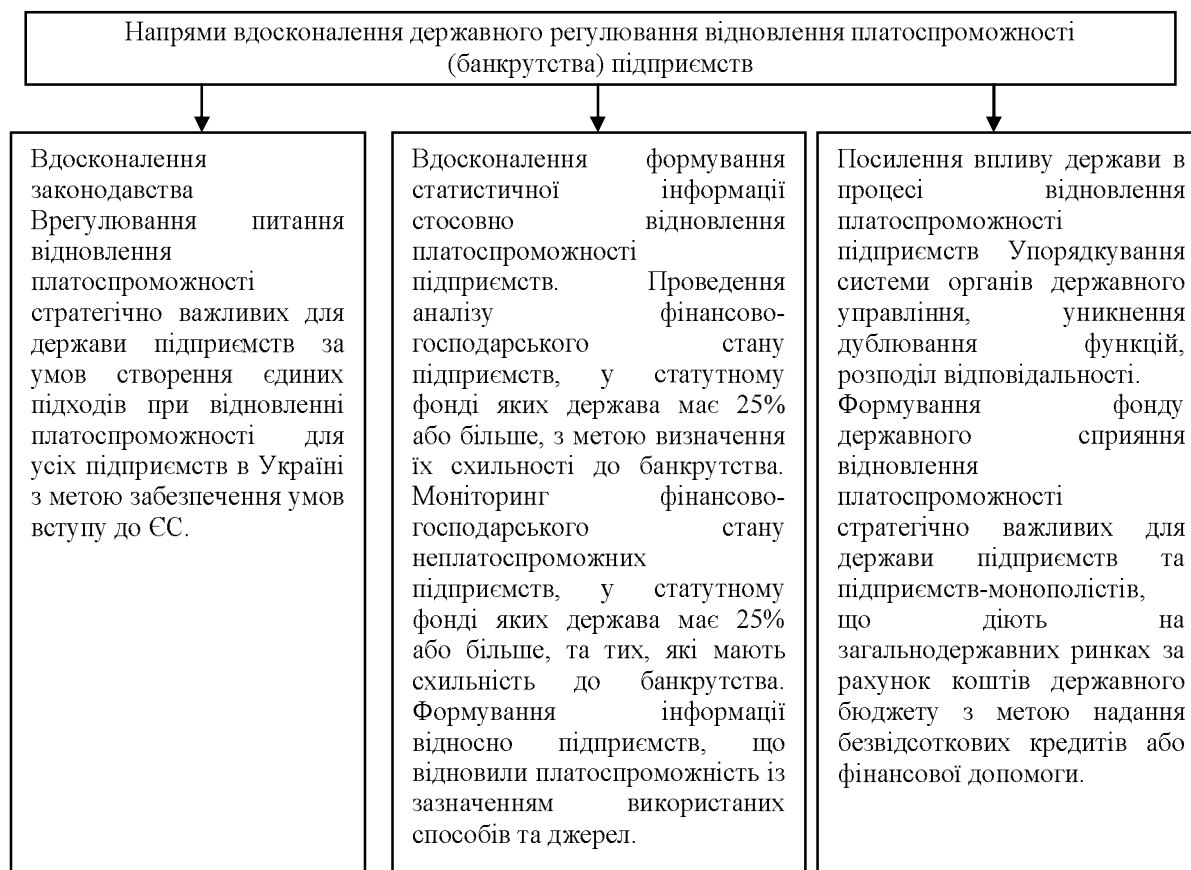 Напрями вдосконалення державного регулювання відновлення платоспроможності
(банкрутства) підприємств
Вдосконалення
законодавства
Врегулювання питання
відновлення
платоспроможності
стратегічно важливих для
держави підприємств за
умов створення єдиних
підходів при відновленні
платоспроможності для
усіх підприємств в Україні
з метою забезпечення умов
вступу до ЄС.
Вдосконалення формування
статистичної інформації
стосовно відновлення
платоспроможності
підприємств. Проведення
аналізу фінансово-
господарського стану
підприємств, у статутному
фонді яких держава має 25%
або більше, з метою визначення
їх схильності до банкрутства.
Моніторинг фінансово-
господарського стану
неплатоспроможних
підприємств, у статутному
фонді яких держава має 25%
або більше, та тих, які мають
схильність до банкрутства.
Формування інформації
відносно підприємств, що
відновили платоспроможність із
зазначенням використаних
способів та джерел.
Посилення впливу держави в
процесі відновлення
платоспроможності
підприємств Упорядкування
системи органів державного
управління, уникнення
дублювання функцій,
розподіл відповідальності.
Формування фонду
державного сприяння
відновлення
платоспроможності
стратегічно важливих для
держави підприємств та
підприємств-монополістів,
що діють на
загальнодержавних ринках за
рахунок коштів державного
бюджету з метою надання
безвідсоткових кредитів або
фінансової допомоги.